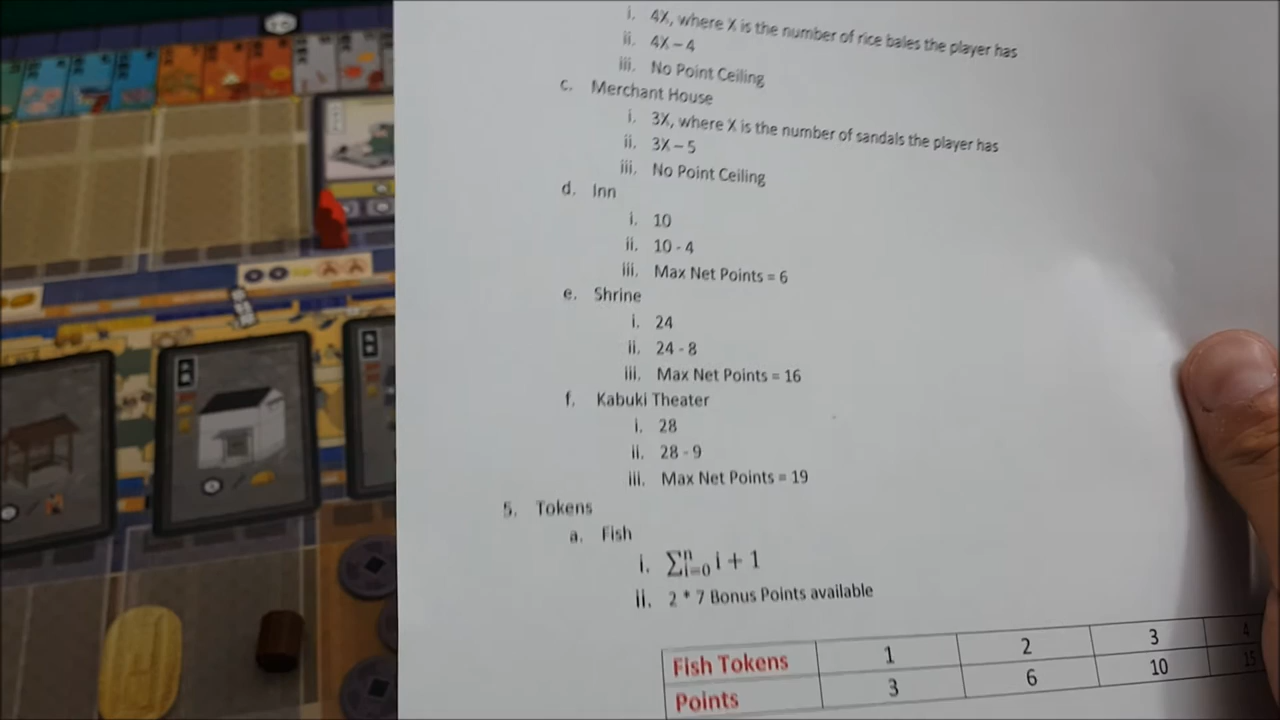 i. 4X, where X is the number of rice bales the player has
ii. 4X – 4
iii. No Point Ceiling
c. Merchant House
i. 3X, where X is the number of sandals the player has
ii. 3X – 5
iii. No Point Ceiling
d. Inn
i. 10
ii. 10 - 4
iii. Max Net Points = 6
e. Shrine
i. 24
ii. 24 - 8
iii. Max Net Points = 16
f. Kabuki Theater
i. 28
ii. 28 - 9
iii. Max Net Points = 19
5. Tokens
a. Fish
i. ∑ⁿᵢ₌₀ i + 1
ii. 2 * 7 Bonus Points available
Fish Tokens 1 2 3 4
Points 3 6 10 15